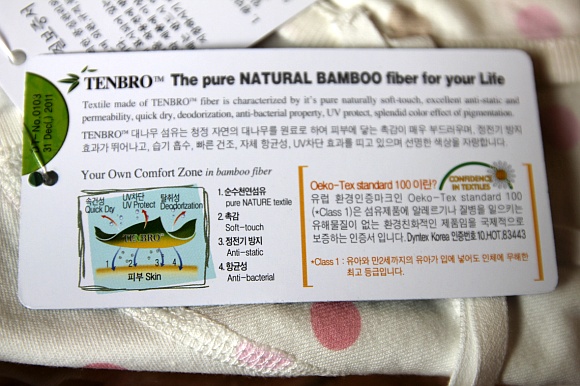 TENBRO™ The pure NATURAL BAMBOO fiber for your Life
Textile made of TENBRO™ fiber is characterized by it's pure naturally soft-touch, excellent anti-static and
permeability, quick dry, deodorization, anti-bacterial property, UV protect, splendid color effect of pigmentation.
TENBRO™ 대나무 섬유는 청정 자연의 대나무를 원료로 하여 피부에 닿는 촉감이 매우 부드러우며, 정전기 방지
효과가 뛰어나고, 습기 흡수, 빠른 건조, 자체 항균성, UV차단 효과를 띠고 있으며 선명한 색상을 자랑합니다.
31 Dec(.) 2011
Your Own Comfort Zone in bamboo fiber
속건성
Quick Dry
UV차단
UV Protect
탈취성
Deodorization
TENBRO™
1 2 3 4
피부 Skin
1. 순수천연섬유
pure NATURE textile
2. 촉감
Soft-touch
3. 정전기 방지
Anti-static
4. 항균성
Anti-bacterial
CONFIDENCE
IN TEXTILES
Oeko-Tex standard 100 이란?
유럽 환경인증마크인 Oeko-Tex standard 100
(*Class 1)은 섬유제품에 알레르기나 질병을 일으키는
유해물질이 없는 환경친화적인 제품임을 국제적으로
보증하는 인증서 입니다. Dyntex. Korea 인증번호 10.HOT.83443
*Class 1 : 유아와 만2세까지의 유아가 입에 넣어도 인체에 무해한
최고 등급입니다.